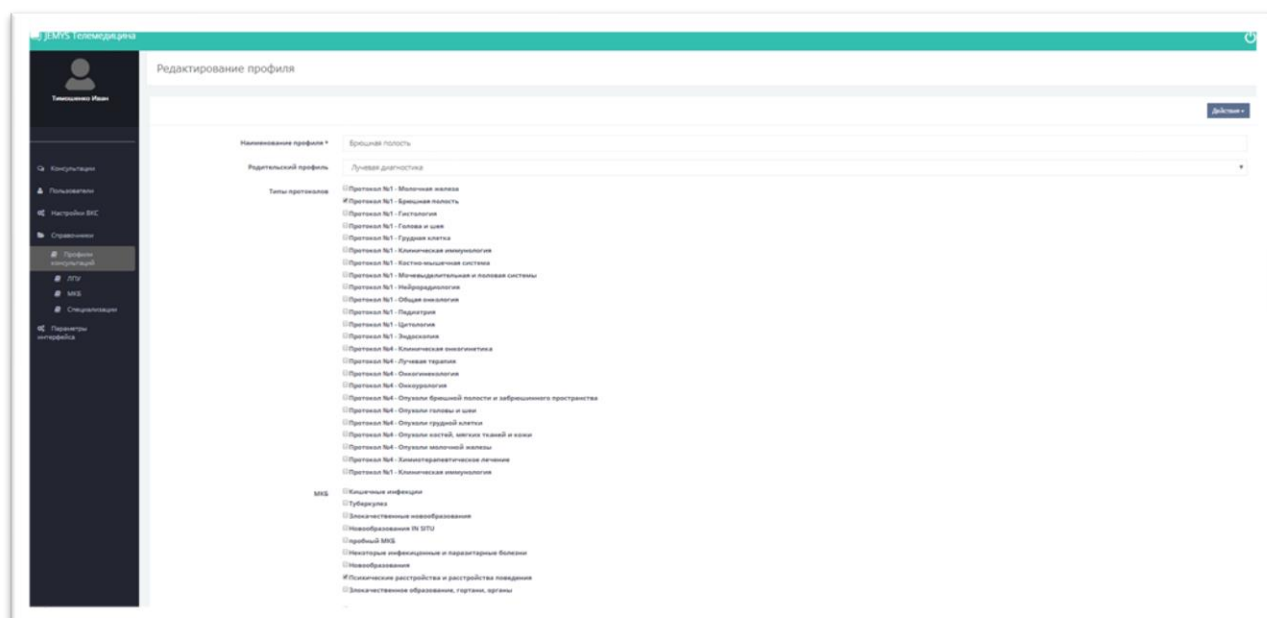 JEMYS Телемедицина
Тимошенко Иван
Консультации
Пользователи
Настройки ВКС
Справочники
Профили
консультаций
ЛПУ
МКБ
Специализации
Параметры
интерфейса
Редактирование профиля
Действия
Наименование профиля *
Брюшная полость
Родительский профиль
Лучевая диагностика
Типы протоколов
Протокол №1 - Молочная железа
Протокол №1 - Брюшная полость
Протокол №1 - Гистология
Протокол №1 - Голова и шея
Протокол №1 - Грудная клетка
Протокол №1 - Клиническая иммунология
Протокол №1 - Костно-мышечная система
Протокол №1 - Мочевыделительная и половая системы
Протокол №1 - Нейрорадиология
Протокол №1 - Общая онкология
Протокол №1 - Педиатрия
Протокол №1 - Цитология
Протокол №1 - Эндоскопия
Протокол №4 - Клиническая онкогинетика
Протокол №4 - Лучевая терапия
Протокол №4 - Онкогинекология
Протокол №4 - Онкоурология
Протокол №4 - Опухоли брюшной полости и забрюшинного пространства
Протокол №4 - Опухоли головы и шеи
Протокол №4 - Опухоли грудной клетки
Протокол №4 - Опухоли костей, мягких тканей и кожи
Протокол №4 - Опухоли молочной железы
Протокол №4 - Химиотерапевтическое лечение
Протокол №1 - Клиническая иммунология
МКБ
Кишечные инфекции
Туберкулез
Злокачественные новообразования
Новообразования IN SITU
пробный МКБ
Некоторые инфекционные и паразитарные болезни
Новообразования
Психические расстройства и расстройства поведения
Злокачественное образование, гортани, органы